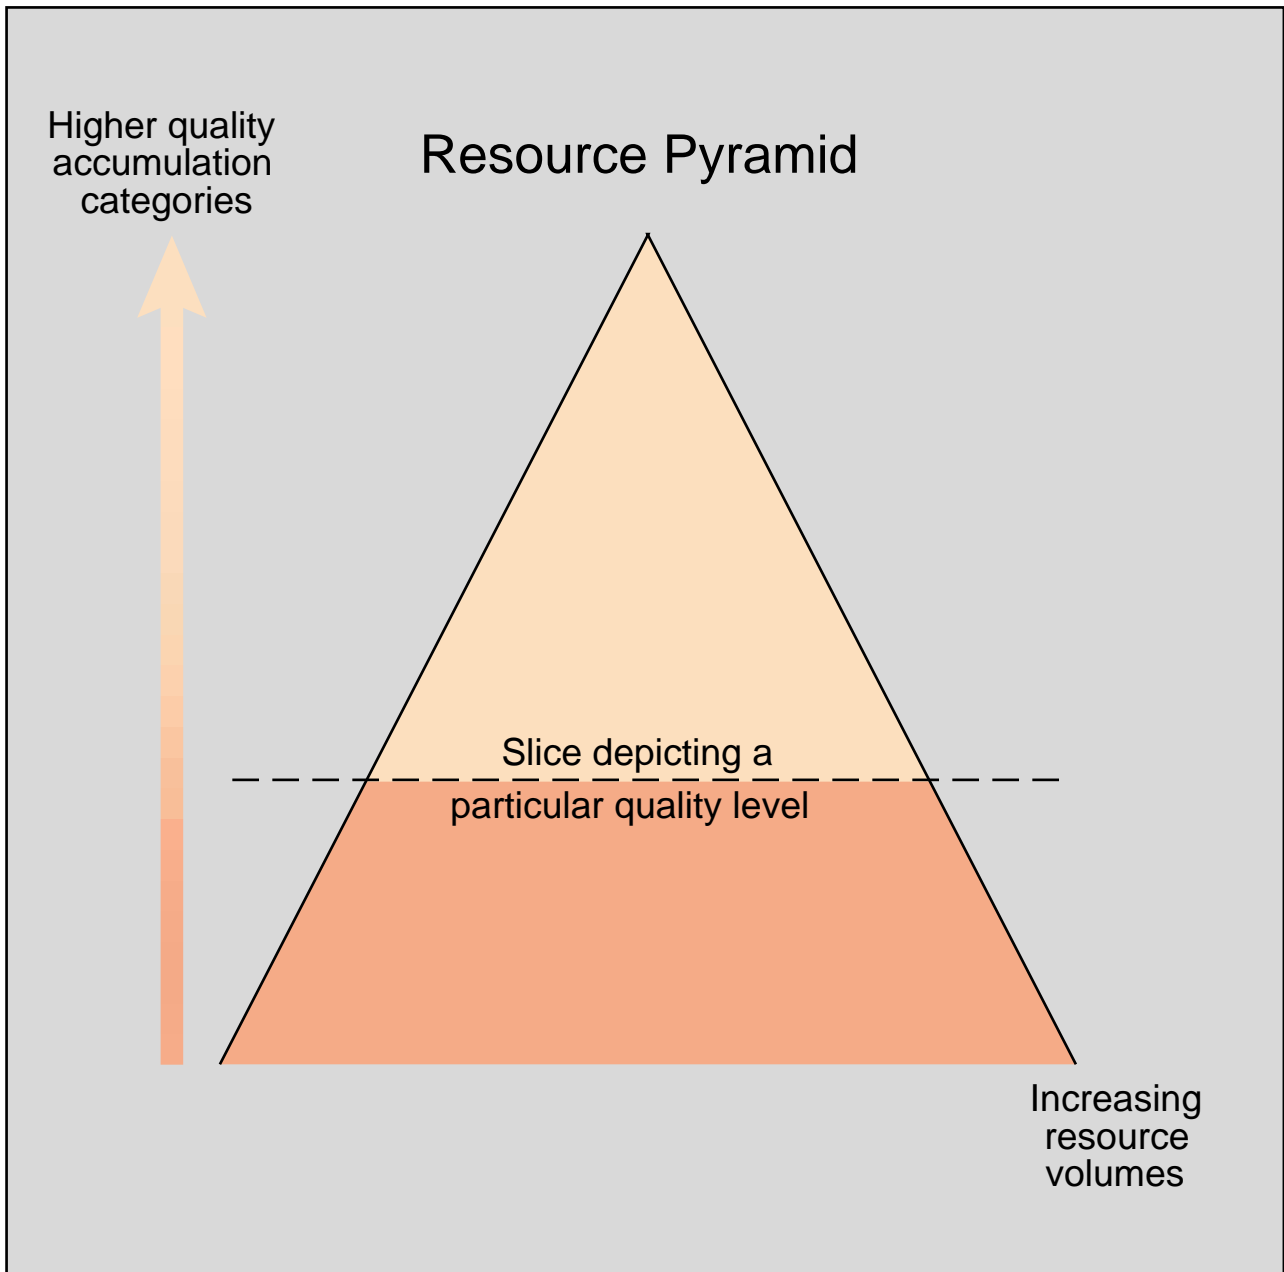 Higher quality
accumulation
categories
Resource Pyramid
Slice depicting a
particular quality level
Increasing
resource
volumes